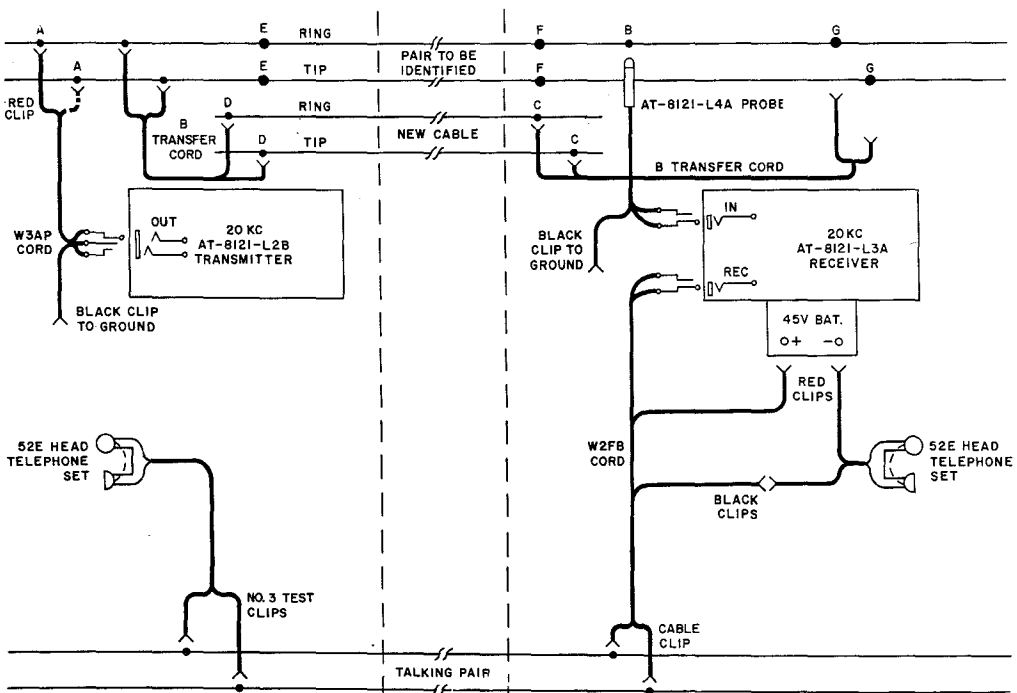 A E RING F B G
PAIR TO BE
IDENTIFIED
A E TIP F G
RED
CLIP
D RING C
AT-8121-L4A PROBE
B
TRANSFER
CORD
NEW CABLE
D TIP C
B TRANSFER CORD
W3AP
CORD
OUT
20 KC
AT-8121-L2B
TRANSMITTER
BLACK CLIP
TO GROUND
BLACK
CLIP TO
GROUND
IN
20 KC
AT-8121-L3A
RECEIVER
REC
45V BAT.
+ -
RED
CLIPS
52E HEAD
TELEPHONE
SET
W2FB
CORD
BLACK
CLIPS
52E HEAD
TELEPHONE
SET
NO. 3 TEST
CLIPS
CABLE
CLIP
TALKING PAIR